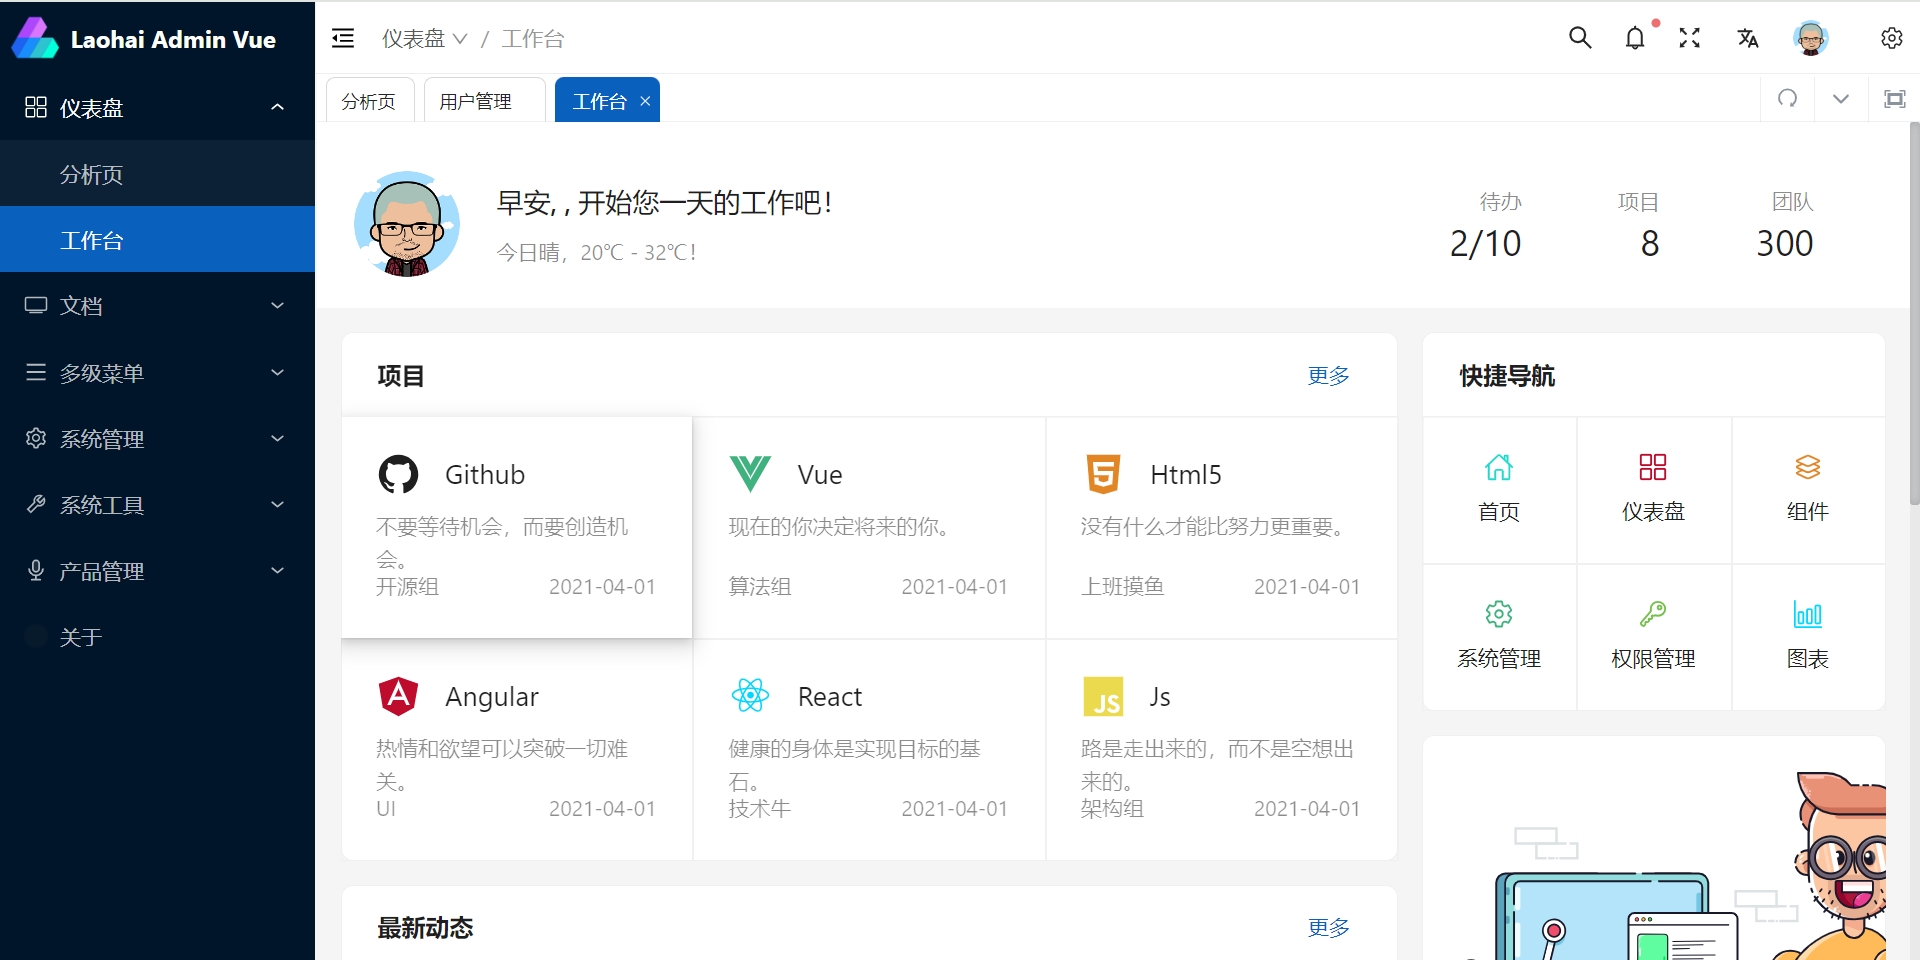 Laohai Admin Vue
仪表盘
分析页
工作台
文档
多级菜单
系统管理
系统工具
产品管理
关于
仪表盘 / 工作台
分析页 用户管理 工作台
早安, , 开始您一天的工作吧！
今日晴，20℃ - 32℃！
待办 项目 团队
2/10 8 300
项目 更多
Github
不要等待机会，而要创造机
会。
开源组 2021-04-01
Vue
现在的你决定将来的你。
算法组 2021-04-01
Html5
没有什么才能比努力更重要。
上班摸鱼 2021-04-01
Angular
热情和欲望可以突破一切难
关。
UI 2021-04-01
React
健康的身体是实现目标的基
石。
技术牛 2021-04-01
JS
Js
路是走出来的，而不是空想出
来的。
架构组 2021-04-01
最新动态 更多
快捷导航
首页 仪表盘 组件
系统管理 权限管理 图表